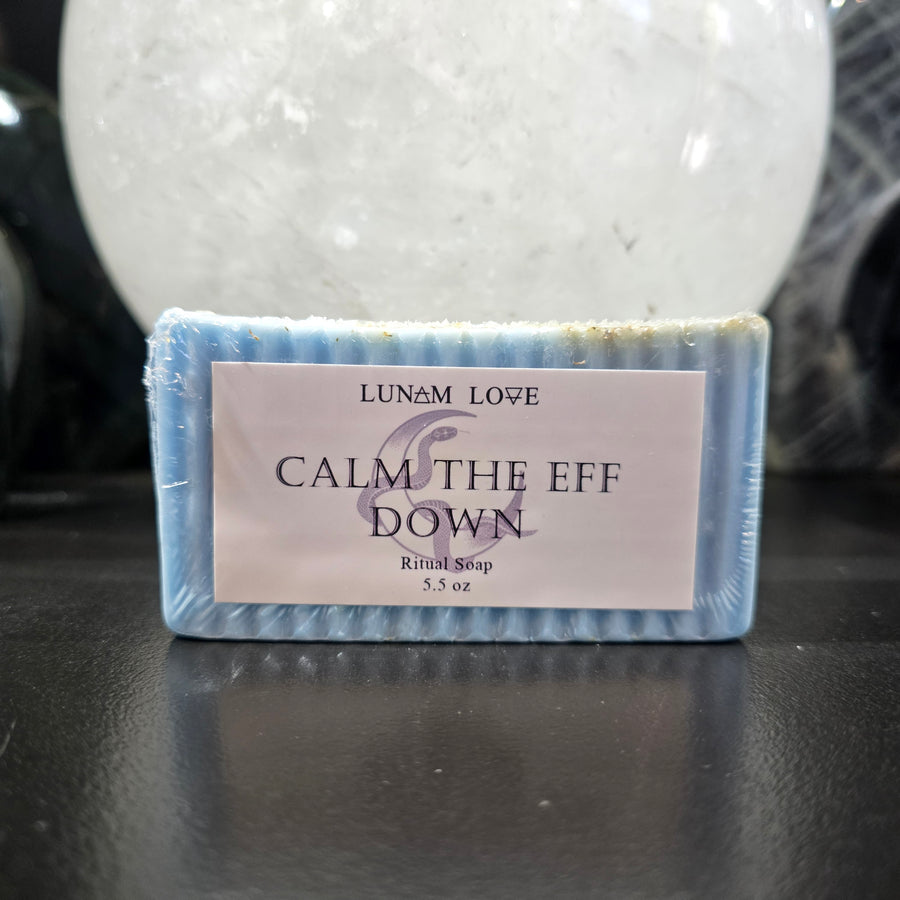 LUNAM LOVE
CALM THE EFF
DOWN
Ritual Soap
5.5 oz